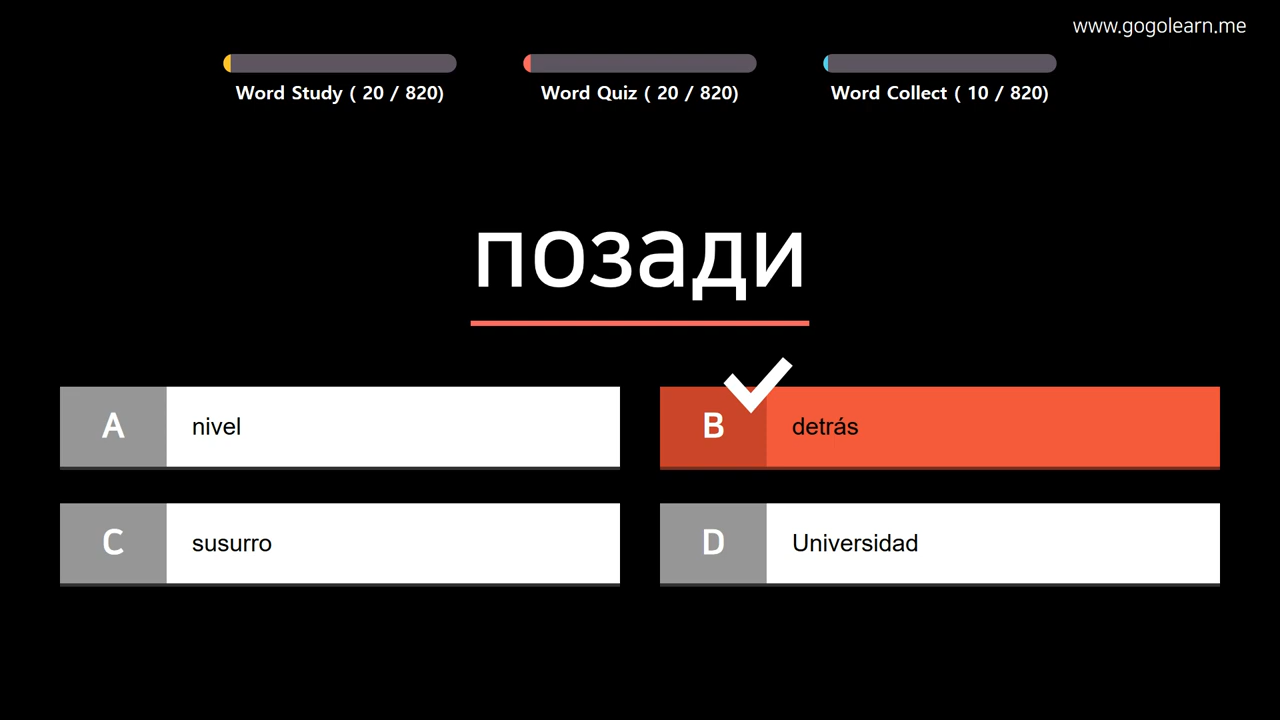 www.gogolearn.me
Word Study ( 20 / 820)
Word Quiz ( 20 / 820)
Word Collect ( 10 / 820)
позади
A nivel
B detrás
C susurro
D Universidad